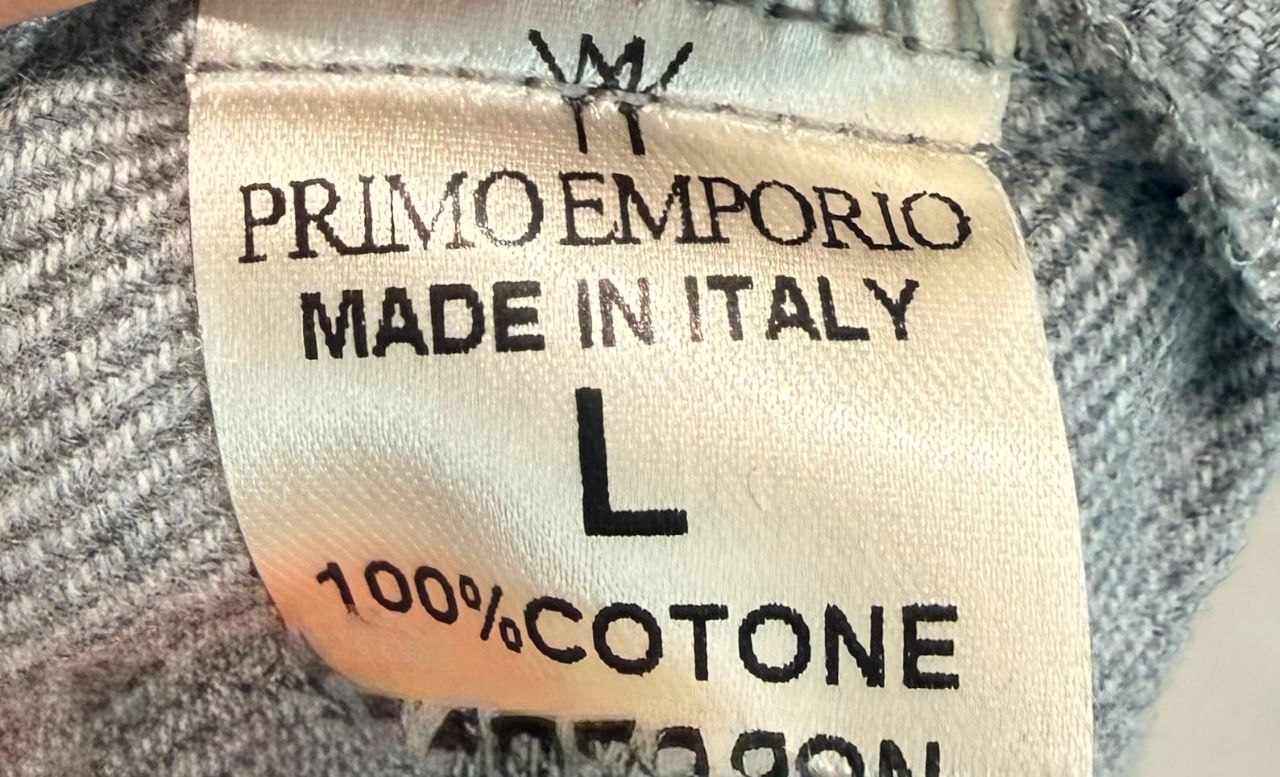 PRIMO EMPORIO
MADE IN ITALY
L
100%COTONE